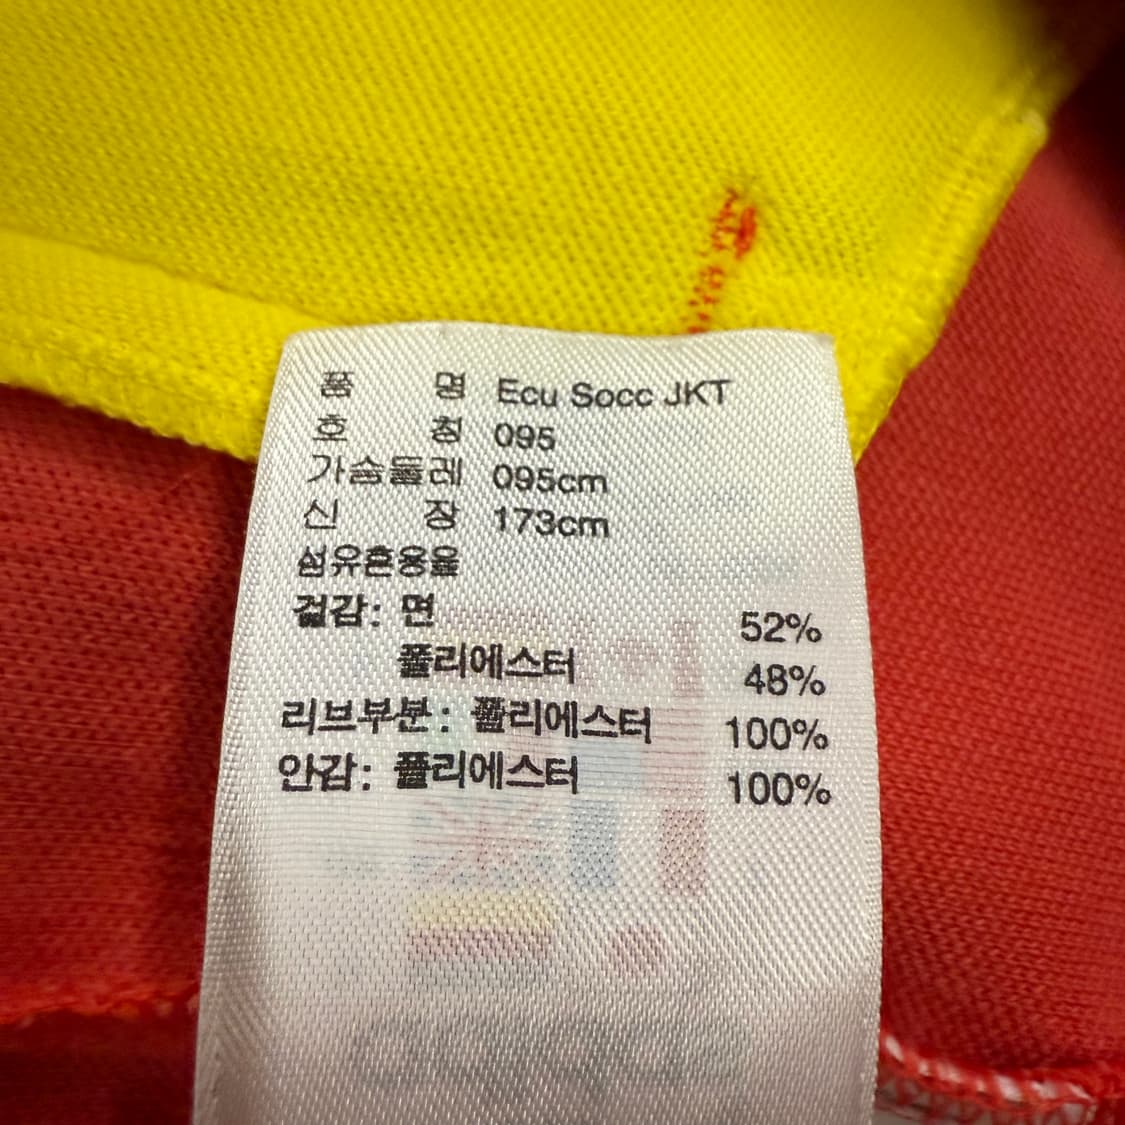 품 명 Ecu Socc JKT
호 칭 095
가슴둘레 095cm
신 장 173cm
섬유혼용율
겉감: 면 52%
폴리에스터 48%
리브부분: 폴리에스터 100%
안감: 폴리에스터 100%